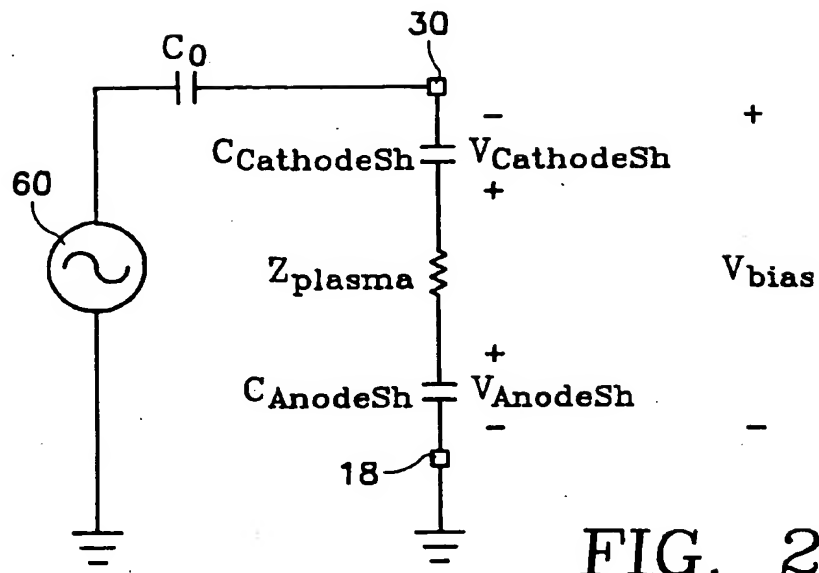 30
C0
- +
CCathodeSh VCathodeSh
+
60
Zplasma Vbias
+
CAnodeSh VAnodeSh
- -
18
FIG. 2